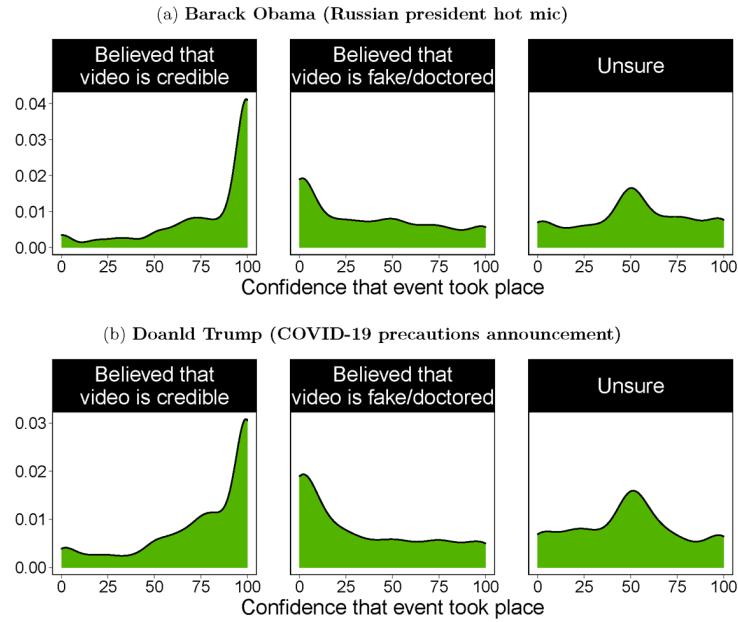 (a) Barack Obama (Russian president hot mic)
Believed that
video is credible
Believed that
video is fake/doctored
Unsure
0.04
0.03
0.02
0.01
0.00
0 25 50 75 100
0 25 50 75 100
0 25 50 75 100
Confidence that event took place
(b) Doanld Trump (COVID-19 precautions announcement)
Believed that
video is credible
Believed that
video is fake/doctored
Unsure
0.03
0.02
0.01
0.00
0 25 50 75 100
0 25 50 75 100
0 25 50 75 100
Confidence that event took place